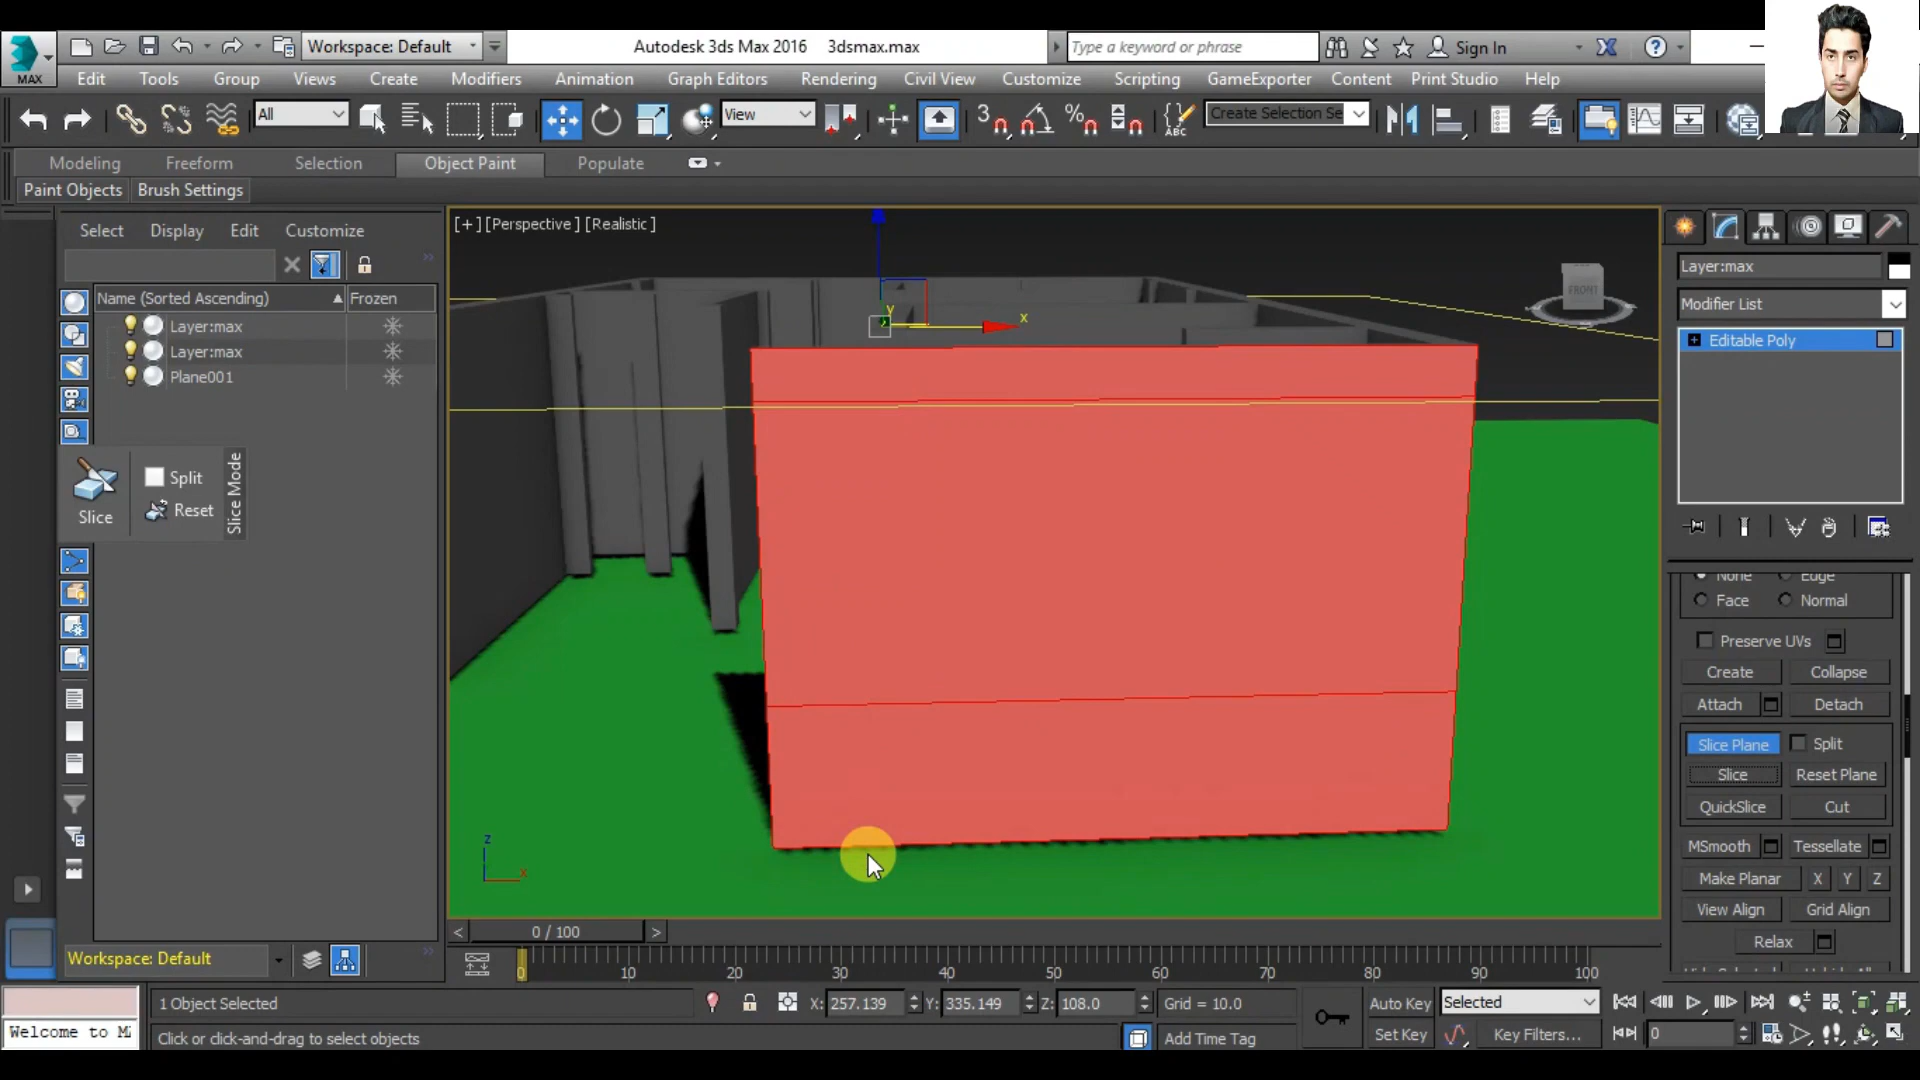 Workspace: Default
Autodesk 3ds Max 2016 3dsmax.max
Type a keyword or phrase
Sign In
MAX
Edit Tools Group Views Create Modifiers Animation Graph Editors Rendering Civil View Customize Scripting GameExporter Content Print Studio Help
All
View
3
ABC
Create Selection Se
Modeling Freeform Selection Object Paint Populate
Paint Objects Brush Settings
Select Display Edit Customize
Name (Sorted Ascending) Frozen
Layer:max
Layer:max
Plane001
Slice
Split
Reset
Slice Mode
[+] [Perspective] [Realistic]
y
x
FRONT
z
x
Layer:max
Modifier List
Editable Poly
None Edge
Face Normal
Preserve UVs
Create Collapse
Attach Detach
Slice Plane Split
Slice Reset Plane
QuickSlice Cut
MSmooth Tessellate
Make Planar X Y Z
View Align Grid Align
Relax
0 / 100
Workspace: Default
0 10 20 30 40 50 60 70 80 90 100
1 Object Selected
X: 257.139 Y: 335.149 Z: 108.0
Grid = 10.0
Auto Key Selected
Welcome to
Click or click-and-drag to select objects
Add Time Tag
Set Key Key Filters...
0